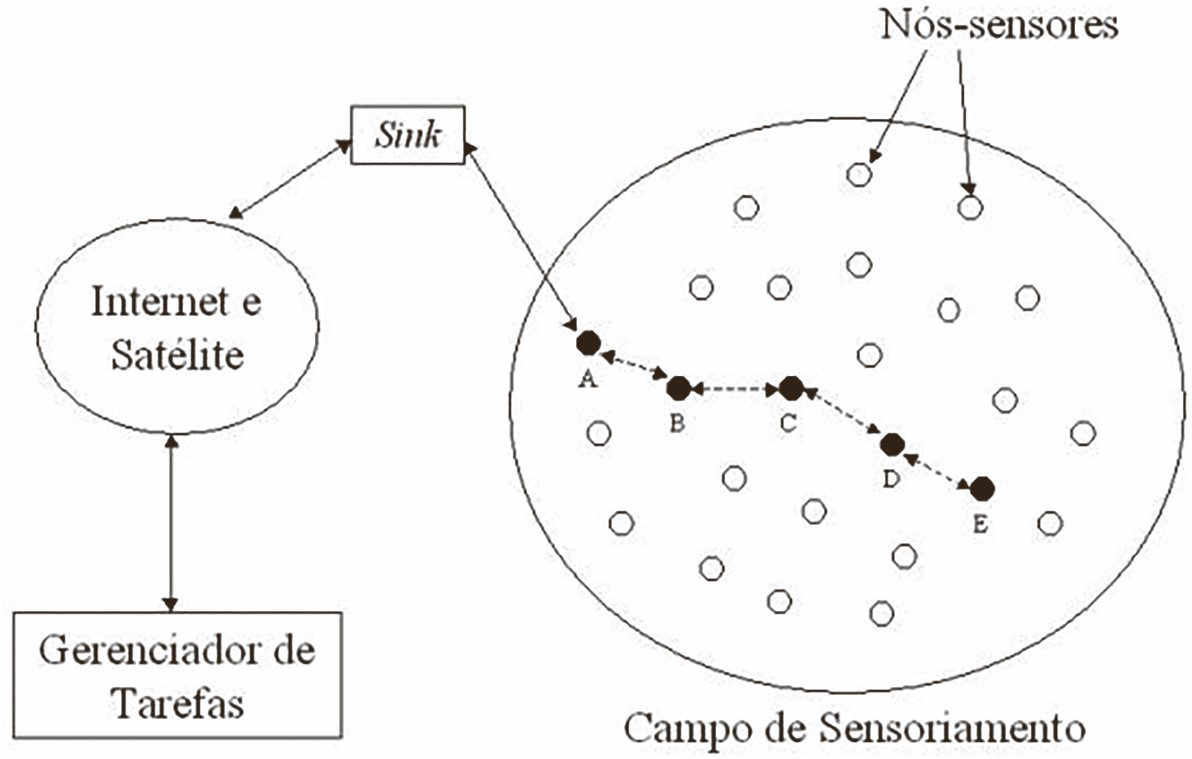 Nós-sensores
Sink
Internet e
Satélite
A
B
C
D
E
Gerenciador de
Tarefas
Campo de Sensoriamento